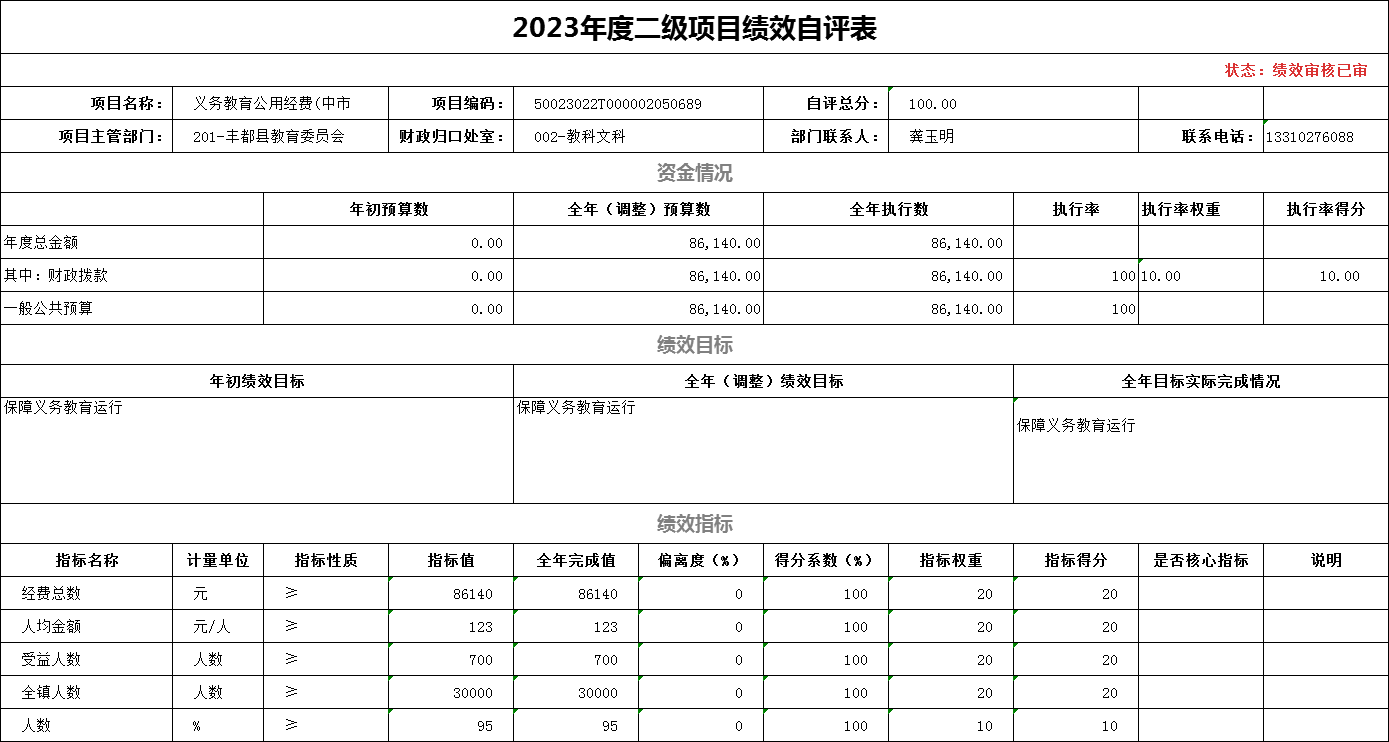 2023年度二级项目绩效自评表
状态：绩效审核已审
项目名称： 义务教育公用经费(中市 项目编码： 50023022T000002050689 自评总分： 100.00
项目主管部门： 201-丰都县教育委员会 财政归口处室： 002-教科文科 部门联系人： 龚玉明 联系电话： 13310276088
资金情况
年初预算数 全年（调整）预算数 全年执行数 执行率 执行率权重 执行率得分
年度总金额 0.00 86,140.00 86,140.00
其中：财政拨款 0.00 86,140.00 86,140.00 100 10.00 10.00
一般公共预算 0.00 86,140.00 86,140.00 100
绩效目标
年初绩效目标 全年（调整）绩效目标 全年目标实际完成情况
保障义务教育运行 保障义务教育运行 保障义务教育运行
绩效指标
指标名称 计量单位 指标性质 指标值 全年完成值 偏离度（%） 得分系数（%） 指标权重 指标得分 是否核心指标 说明
经费总数 元 ≥ 86140 86140 0 100 20 20
人均金额 元/人 ≥ 123 123 0 100 20 20
受益人数 人数 ≥ 700 700 0 100 20 20
全镇人数 人数 ≥ 30000 30000 0 100 20 20
人数 % ≥ 95 95 0 100 10 10